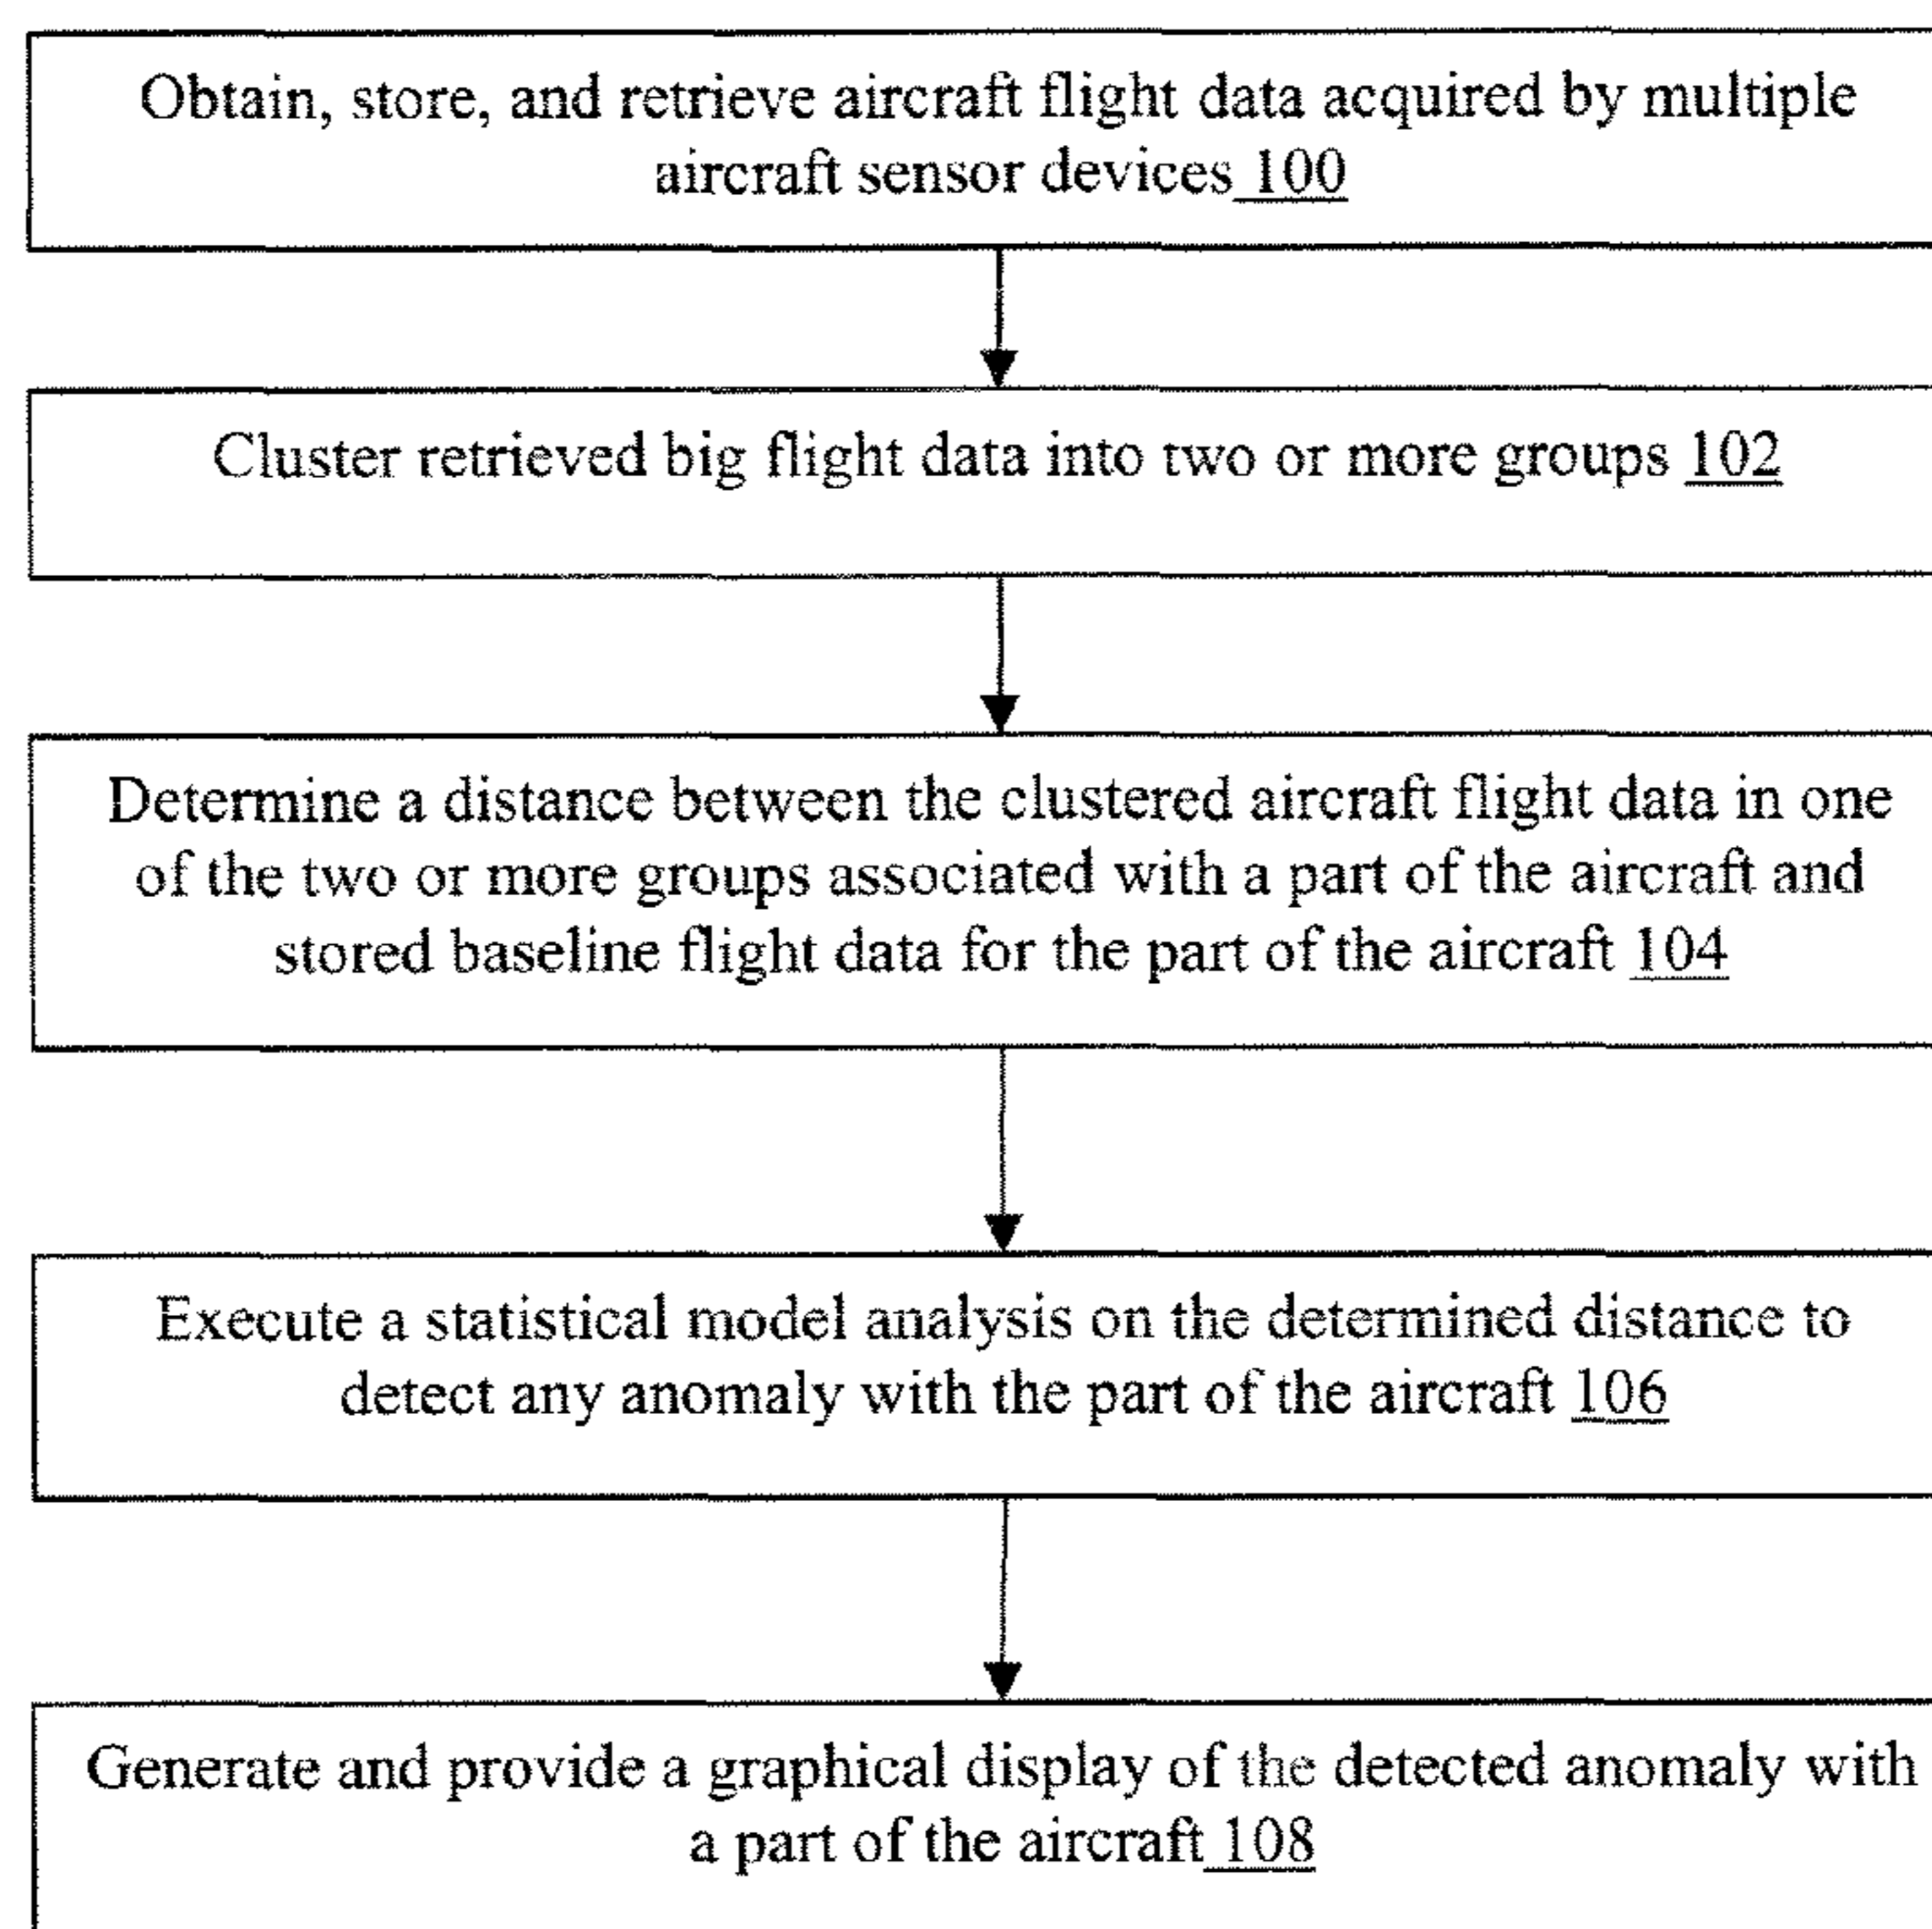 Obtain, store, and retrieve aircraft flight data acquired by multiple
aircraft sensor devices 100
Cluster retrieved big flight data into two or more groups 102
Determine a distance between the clustered aircraft flight data in one
of the two or more groups associated with a part of the aircraft and
stored baseline flight data for the part of the aircraft 104
Execute a statistical model analysis on the determined distance to
detect any anomaly with the part of the aircraft 106
Generate and provide a graphical display of the detected anomaly with
a part of the aircraft 108